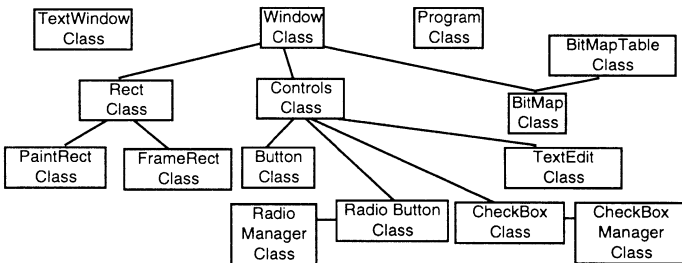 TextWindow
Class
Window
Class
Program
Class
BitMapTable
Class
Rect
Class
Controls
Class
BitMap
Class
PaintRect
Class
FrameRect
Class
Button
Class
TextEdit
Class
Radio
Manager
Class
Radio Button
Class
CheckBox
Class
CheckBox
Manager
Class